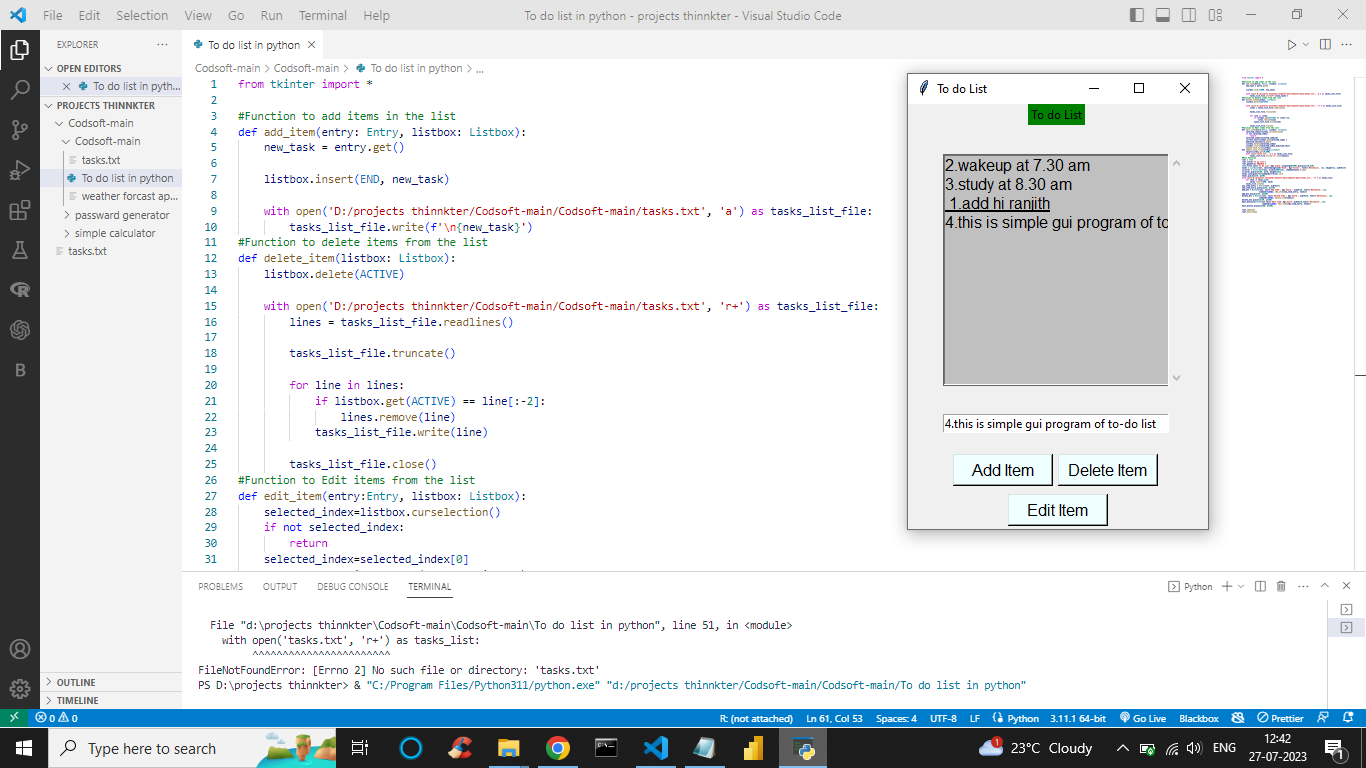 File Edit Selection View Go Run Terminal Help
To do list in python - projects thinnkter - Visual Studio Code
EXPLORER
OPEN EDITORS
To do list in pyth...
PROJECTS THINNKTER
Codsoft-main
Codsoft-main
tasks.txt
To do list in python
weather forcast ap...
passward generator
simple calculator
tasks.txt
OUTLINE
TIMELINE
To do list in python
Codsoft-main > Codsoft-main > To do list in python > ...
1 from tkinter import *
2
3 #Function to add items in the list
4 def add_item(entry: Entry, listbox: Listbox):
5 new_task = entry.get()
6
7 listbox.insert(END, new_task)
8
9 with open('D:/projects thinnkter/Codsoft-main/Codsoft-main/tasks.txt', 'a') as tasks_list_file:
10 tasks_list_file.write(f'\n{new_task}')
11 #Function to delete items from the list
12 def delete_item(listbox: Listbox):
13 listbox.delete(ACTIVE)
14
15 with open('D:/projects thinnkter/Codsoft-main/Codsoft-main/tasks.txt', 'r+') as tasks_list_file:
16 lines = tasks_list_file.readlines()
17
18 tasks_list_file.truncate()
19
20 for line in lines:
21 if listbox.get(ACTIVE) == line[:-2]:
22 lines.remove(line)
23 tasks_list_file.write(line)
24
25 tasks_list_file.close()
26 #Function to Edit items from the list
27 def edit_item(entry:Entry, listbox: Listbox):
28 selected_index=listbox.curselection()
29 if not selected_index:
30 return
31 selected_index=selected_index[0]
To do List
To do List
2.wakeup at 7.30 am
3.study at 8.30 am
1.add hi ranjith
4.this is simple gui program of to
4.this is simple gui program of to-do list
Add Item Delete Item
Edit Item
PROBLEMS OUTPUT DEBUG CONSOLE TERMINAL
Python
File "d:\projects thinnkter\Codsoft-main\Codsoft-main\To do list in python", line 51, in <module>
with open('tasks.txt', 'r+') as tasks_list:
^^^^^^^^^^^^^^^^^^^^^^
FileNotFoundError: [Errno 2] No such file or directory: 'tasks.txt'
PS D:\projects thinnkter> & "C:/Program Files/Python311/python.exe" "d:/projects thinnkter/Codsoft-main/Codsoft-main/To do list in python"
0 0 R: (not attached) Ln 61, Col 53 Spaces: 4 UTF-8 LF Python 3.11.1 64-bit Go Live Blackbox Prettier
Type here to search
23°C Cloudy
ENG
12:42
27-07-2023
1